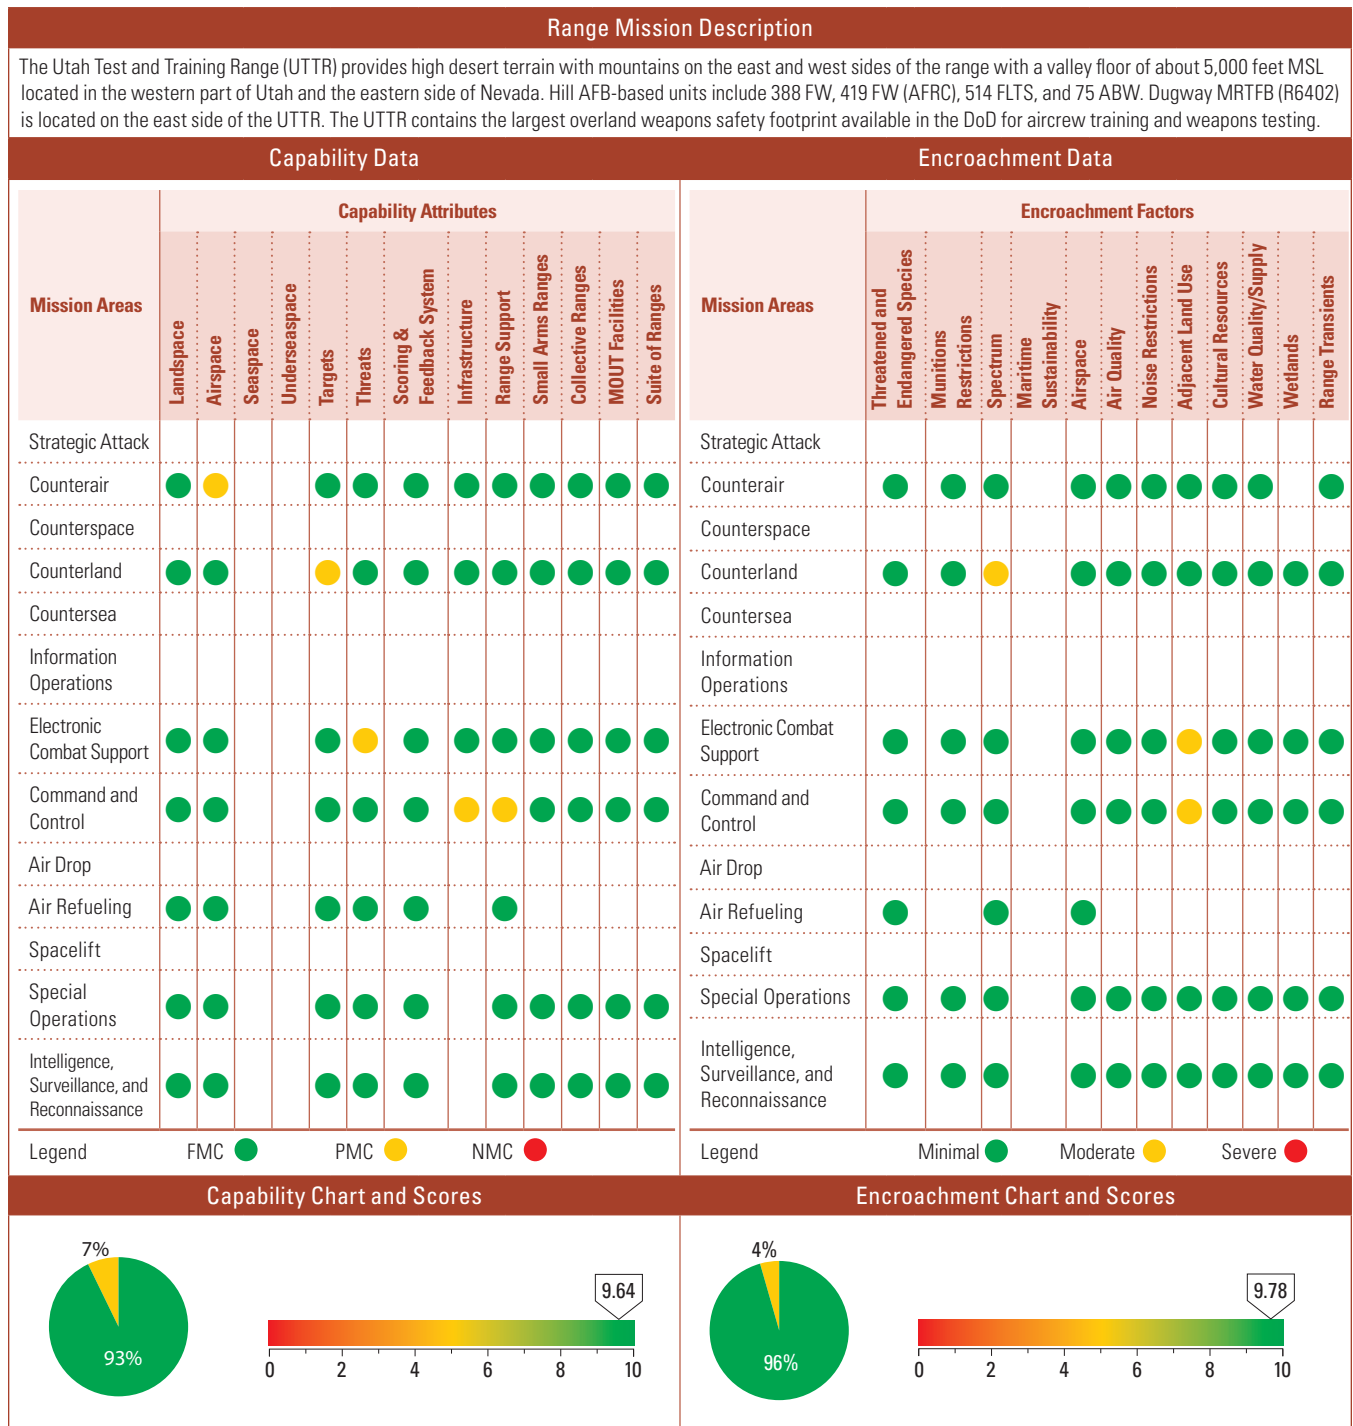 Range Mission Description
The Utah Test and Training Range (UTTR) provides high desert terrain with mountains on the east and west sides of the range with a valley floor of about 5,000 feet MSL
located in the western part of Utah and the eastern side of Nevada. Hill AFB-based units include 388 FW, 419 FW (AFRC), 514 FLTS, and 75 ABW. Dugway MRTFB (R6402)
is located on the east side of the UTTR. The UTTR contains the largest overland weapons safety footprint available in the DoD for aircrew training and weapons testing.
Capability Data
Mission Areas
Capability Attributes
Landspace
Airspace
Seaspace
Underseaspace
Targets
Threats
Scoring &
Feedback System
Infrastructure
Range Support
Small Arms Ranges
Collective Ranges
MOUT Facilities
Suite of Ranges
Strategic Attack
Counterair
Counterspace
Counterland
Countersea
Information
Operations
Electronic
Combat Support
Command and
Control
Air Drop
Air Refueling
Spacelift
Special
Operations
Intelligence,
Surveillance, and
Reconnaissance
Legend
FMC
PMC
NMC
Encroachment Data
Mission Areas
Encroachment Factors
Threatened and
Endangered Species
Munitions
Restrictions
Spectrum
Maritime
Sustainability
Airspace
Air Quality
Noise Restrictions
Adjacent Land Use
Cultural Resources
Water Quality/Supply
Wetlands
Range Transients
Strategic Attack
Counterair
Counterspace
Counterland
Countersea
Information
Operations
Electronic Combat
Support
Command and
Control
Air Drop
Air Refueling
Spacelift
Special Operations
Intelligence,
Surveillance, and
Reconnaissance
Legend
Minimal
Moderate
Severe
Capability Chart and Scores
7%
93%
9.64
0 2 4 6 8 10
Encroachment Chart and Scores
4%
96%
9.78
0 2 4 6 8 10